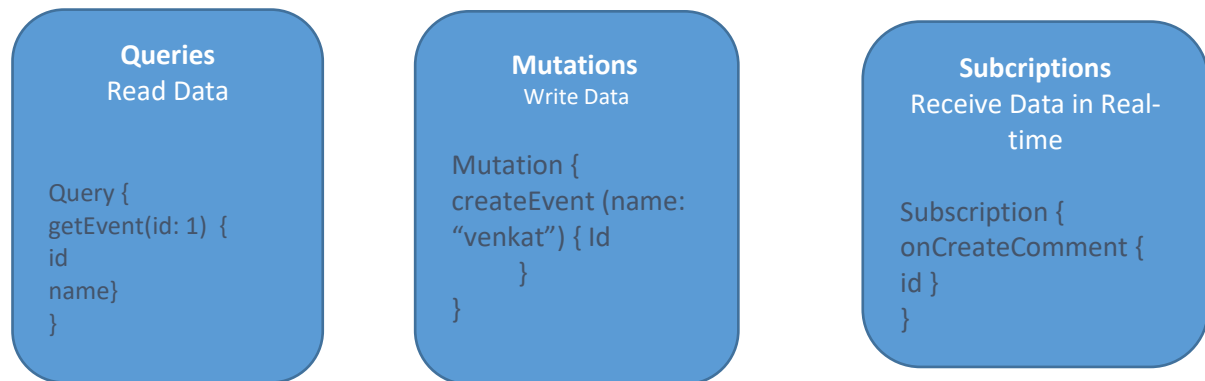 Queries
Read Data
Query {
getEvent(id: 1) {
id
name}
}
Mutations
Write Data
Mutation {
createEvent (name:
“venkat”) { Id
}
}
Subcriptions
Receive Data in Real-
time
Subscription {
onCreateComment {
id }
}